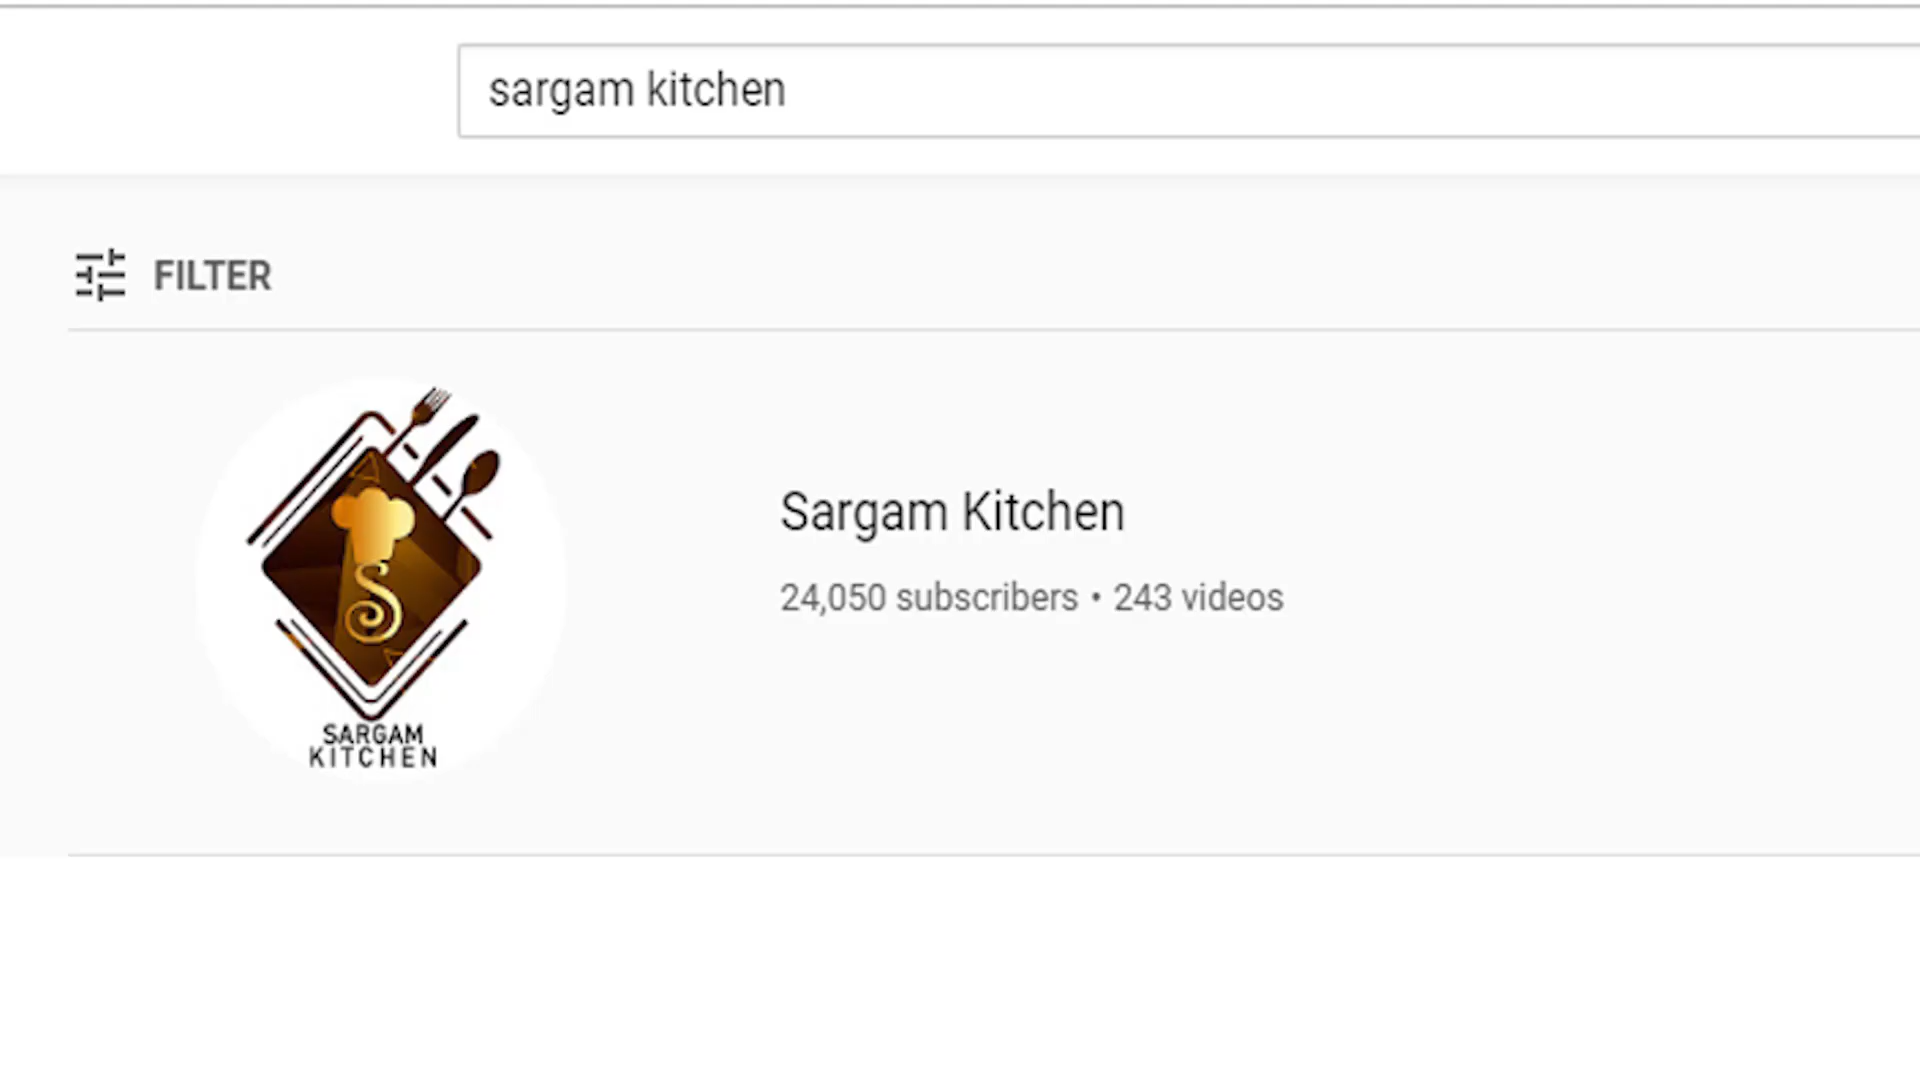 sargam kitchen
FILTER
Sargam Kitchen
24,050 subscribers • 243 videos
S
SARGAM
KITCHEN